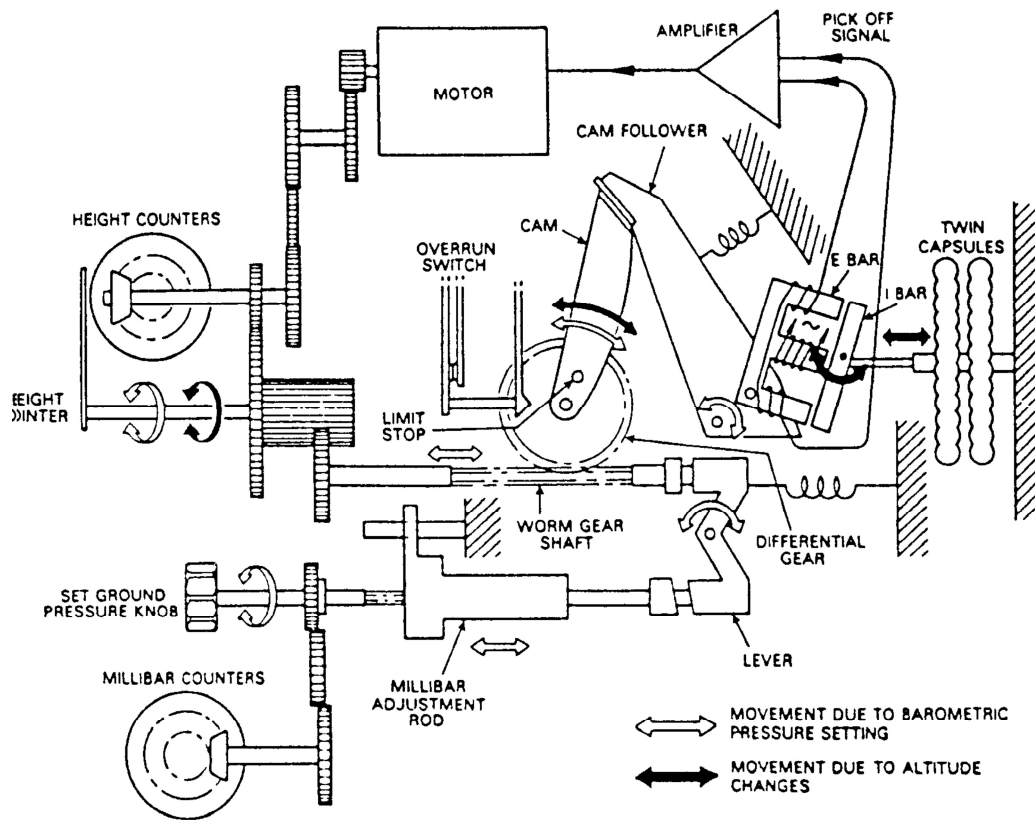 PICK OFF
SIGNAL
AMPLIFIER
MOTOR
CAM FOLLOWER
HEIGHT COUNTERS
CAM
OVERRUN
SWITCH
TWIN
CAPSULES
E BAR
I BAR
~
EIGHT
OINTER
LIMIT
STOP
WORM GEAR
SHAFT
DIFFERENTIAL
GEAR
SET GROUND
PRESSURE KNOB
LEVER
MILLIBAR COUNTERS
MILLIBAR
ADJUSTMENT
ROD
MOVEMENT DUE TO BAROMETRIC
PRESSURE SETTING
MOVEMENT DUE TO ALTITUDE
CHANGES